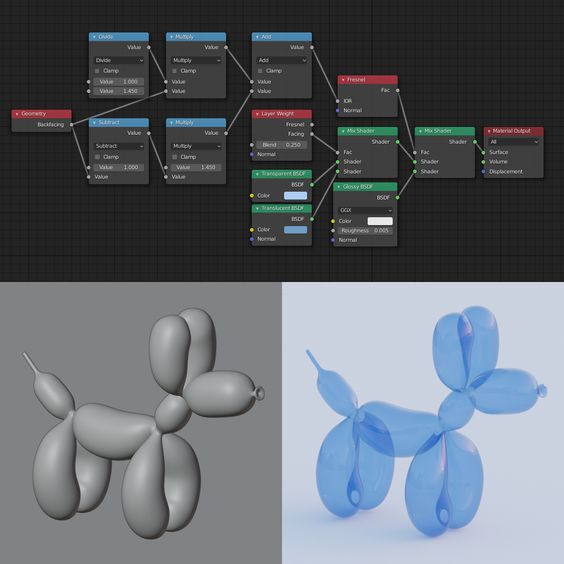 Divide
Value
Divide
Clamp
Value 1.000
Value 1.450
Multiply
Value
Multiply
Clamp
Value
Value
Add
Value
Add
Clamp
Value
Value
Fresnel
Fac
IOR
Normal
Geometry
Backfacing
Subtract
Value
Subtract
Clamp
Value 1.000
Value
Multiply
Value
Multiply
Clamp
Value 1.450
Value
Layer Weight
Fresnel
Facing
Blend 0.250
Normal
Mix Shader
Shader
Fac
Shader
Shader
Mix Shader
Shader
Fac
Shader
Shader
Material Output
All
Surface
Volume
Displacement
Transparent BSDF
BSDF
Color
Translucent BSDF
BSDF
Color
Normal
Glossy BSDF
BSDF
GGX
Color
Roughness 0.005
Normal